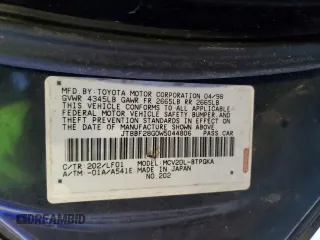 MFD. BY: TOYOTA MOTOR CORPORATION 04/98
GVWR 4345LB GAWR FR 2665LB RR 2665LB
THIS VEHICLE CONFORMS TO ALL APPLICABLE
FEDERAL MOTOR VEHICLE SAFETY,
BUMPER, AND THEFT PREVENTION STANDARDS
IN EFFECT ON THE DATE OF
MANUFACTURE SHOWN ABOVE.
JT8BF28G0W5044806 PASS.CAR
C/TR: 202/LF01 MODEL: MCV20L-BTPQKA
A/TM: -01A/A541E MADE IN JAPAN
NO.202